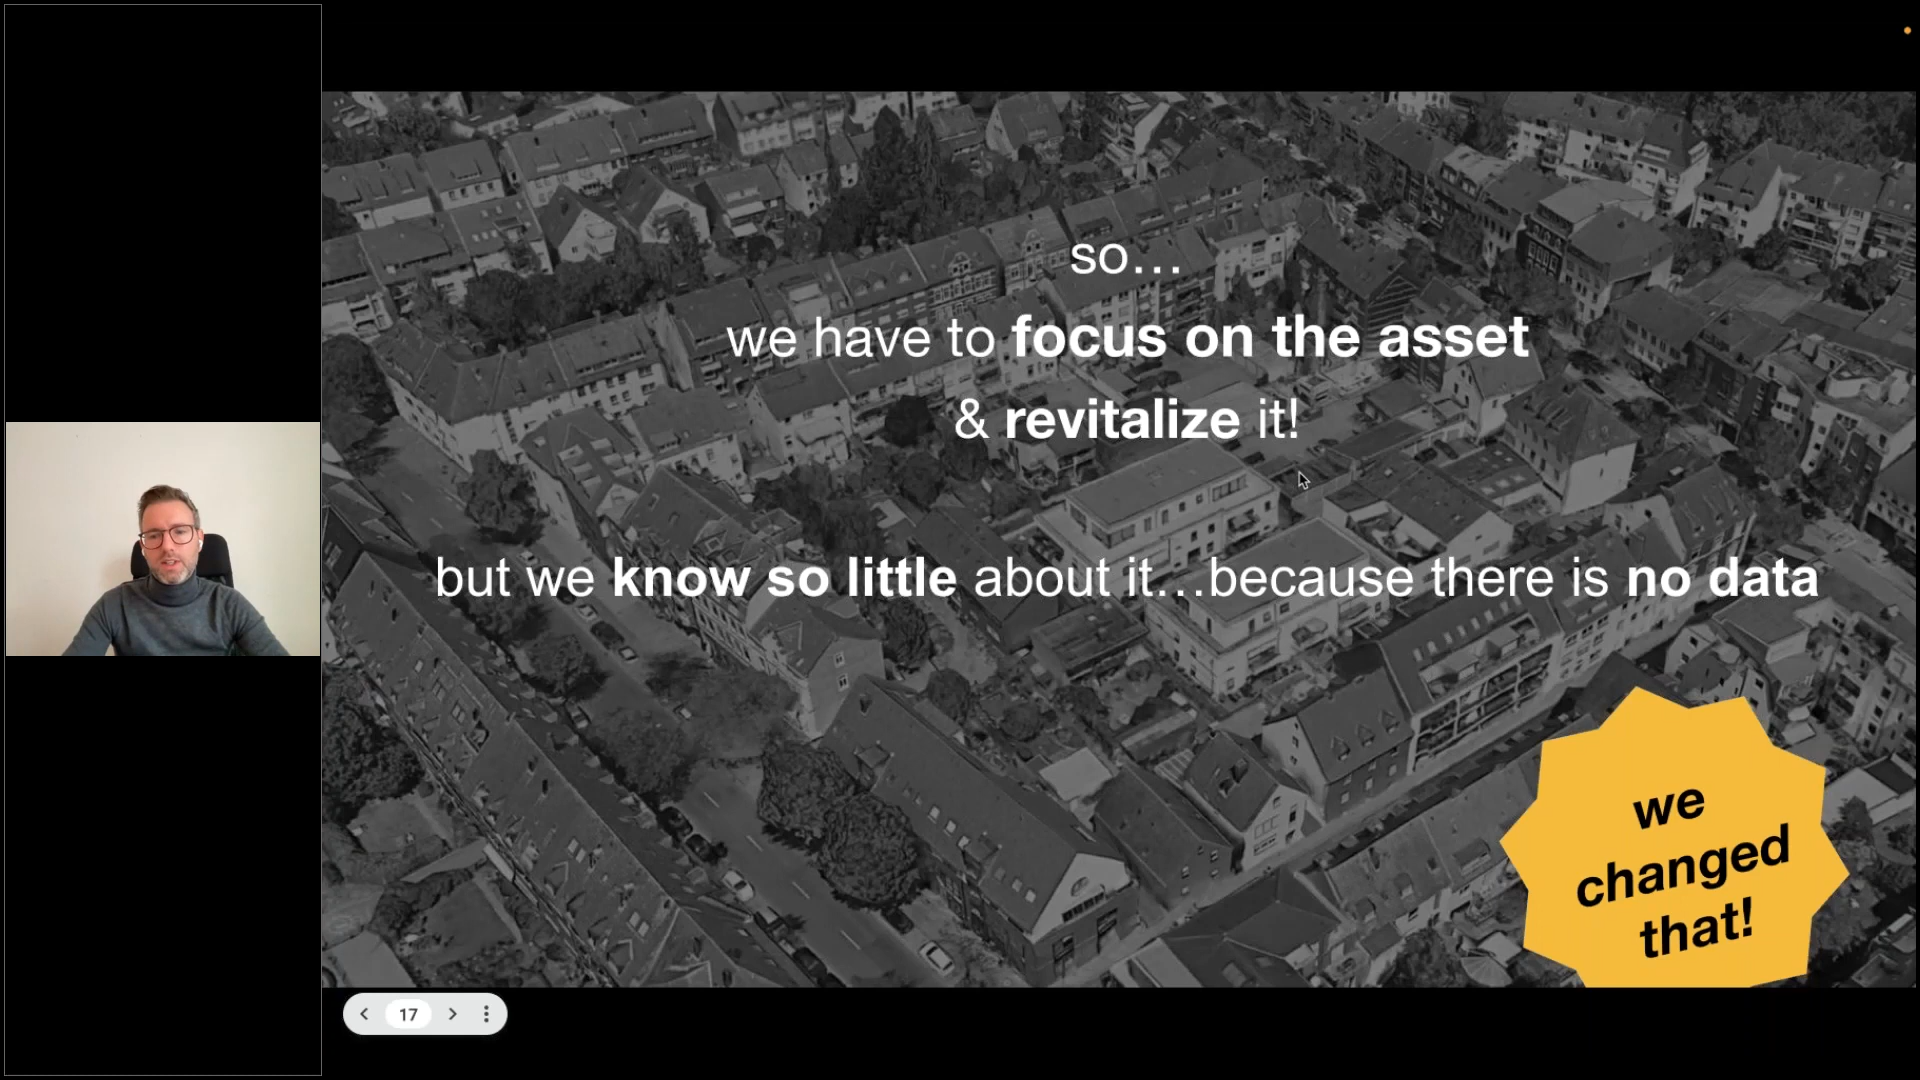 so…
we have to focus on the asset
& revitalize it!
but we know so little about it…because there is no data
we
changed
that!
17